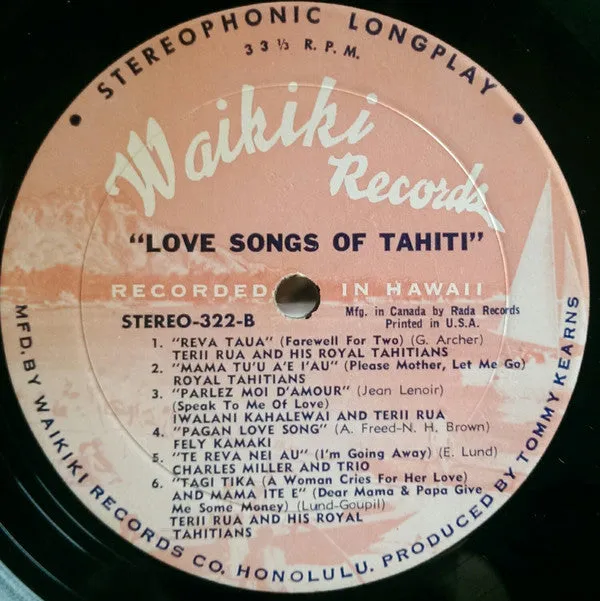 STEREOPHONIC LONGPLAY
33⅓ R.P.M.
Waikiki
Records
"LOVE SONGS OF TAHITI"
RECORDED IN HAWAII
Mfg. in Canada by Rada Records
STEREO-322-B
Printed in U.S.A.
1. "REVA TAUA" (Farewell For Two) (G. Archer)
TERII RUA AND HIS ROYAL TAHITIANS
2. "MAMA TU'U A'E I'AU" (Please Mother, Let Me Go)
ROYAL TAHITIANS
3. "PARLEZ MOI D'AMOUR" (Jean Lenoir)
(Speak To Me Of Love)
IWALANI KAHALEWAI AND TERII RUA
4. "PAGAN LOVE SONG" (A. Freed-N. H. Brown)
FELY KAMAKI
5. "TE REVA NEI AU" (I'm Going Away) (E. Lund)
CHARLES MILLER AND TRIO
6. "TAGI TIKA (A Woman Cries For Her Love)
AND MAMA ITE E" (Dear Mama & Papa Give
Me Some Money) (Lund-Goupil)
TERII RUA AND HIS ROYAL
TAHITIANS
MFD. BY WAIKIKI RECORDS CO. HONOLULU. PRODUCED BY TOMMY KEARNS